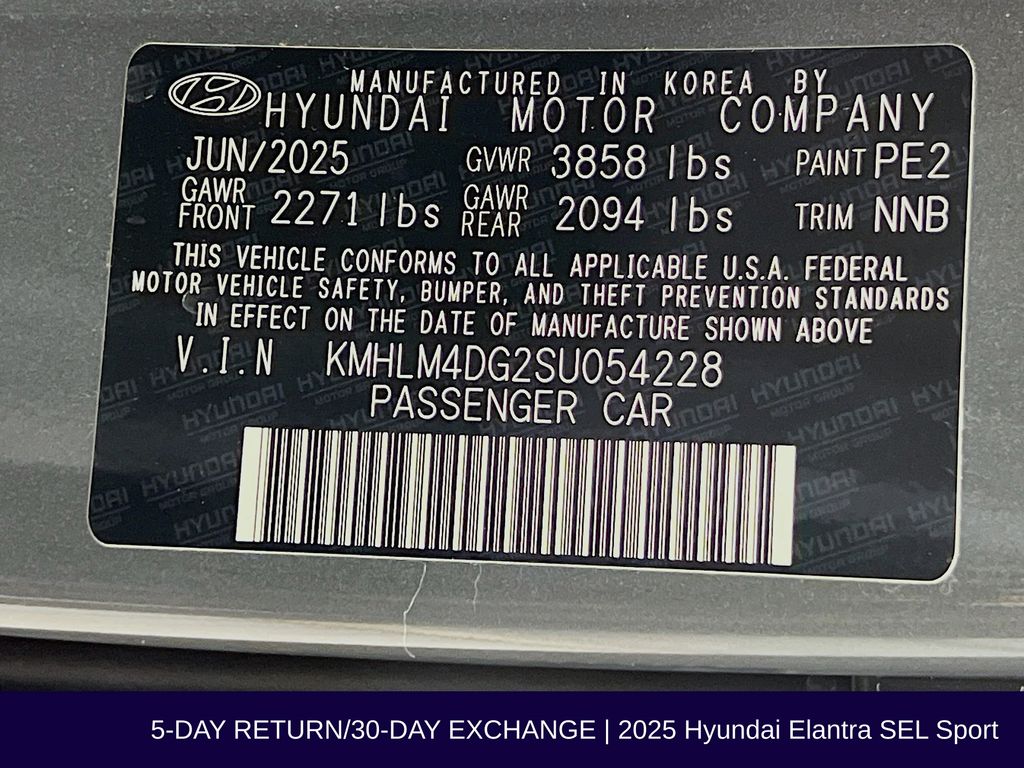 MANUFACTURED IN KOREA BY
HYUNDAI MOTOR COMPANY
JUN/2025 GVWR 3858 lbs PAINT PE2
GAWR FRONT 2271 lbs GAWR REAR 2094 lbs TRIM NNB
THIS VEHICLE CONFORMS TO ALL APPLICABLE U.S.A. FEDERAL
MOTOR VEHICLE SAFETY, BUMPER, AND THEFT PREVENTION STANDARDS
IN EFFECT ON THE DATE OF MANUFACTURE SHOWN ABOVE
V.I.N KMHLM4DG2SU054228
PASSENGER CAR
5-DAY RETURN/30-DAY EXCHANGE | 2025 Hyundai Elantra SEL Sport